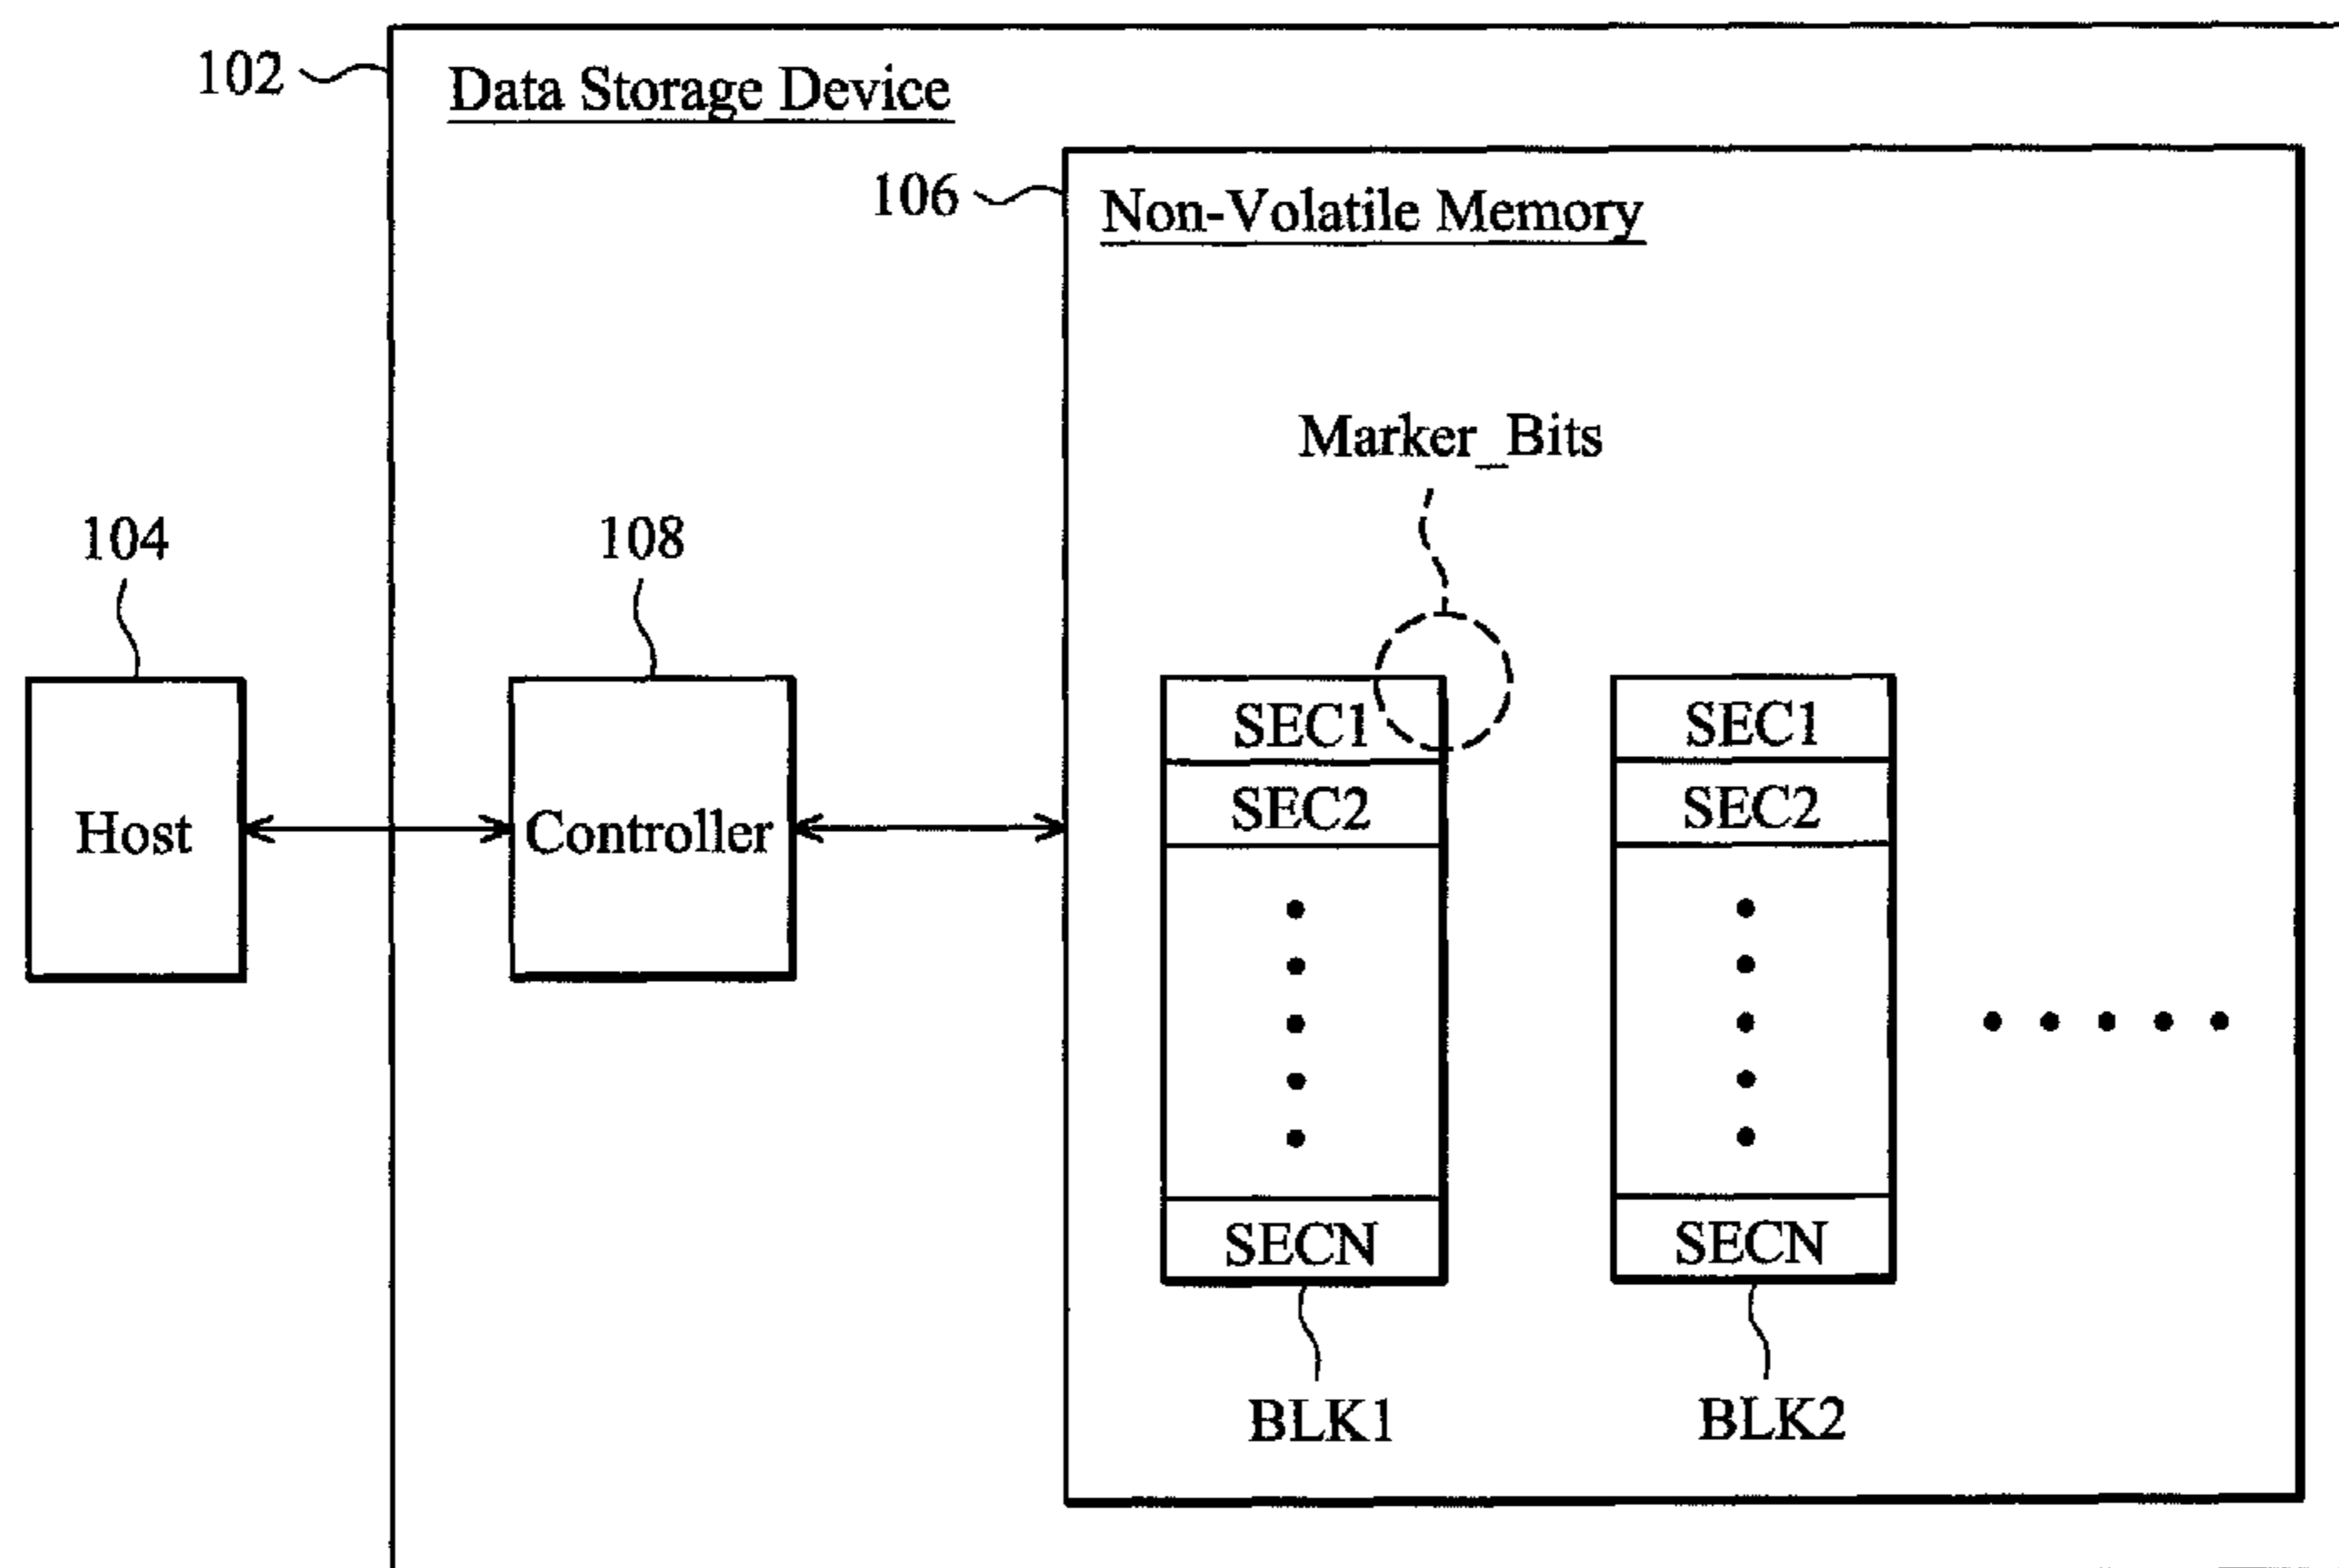 102
Data Storage Device
106
Non-Volatile Memory
Marker_Bits
104
108
Host
Controller
SEC1
SEC2
SECN
BLK1
SEC1
SEC2
SECN
BLK2